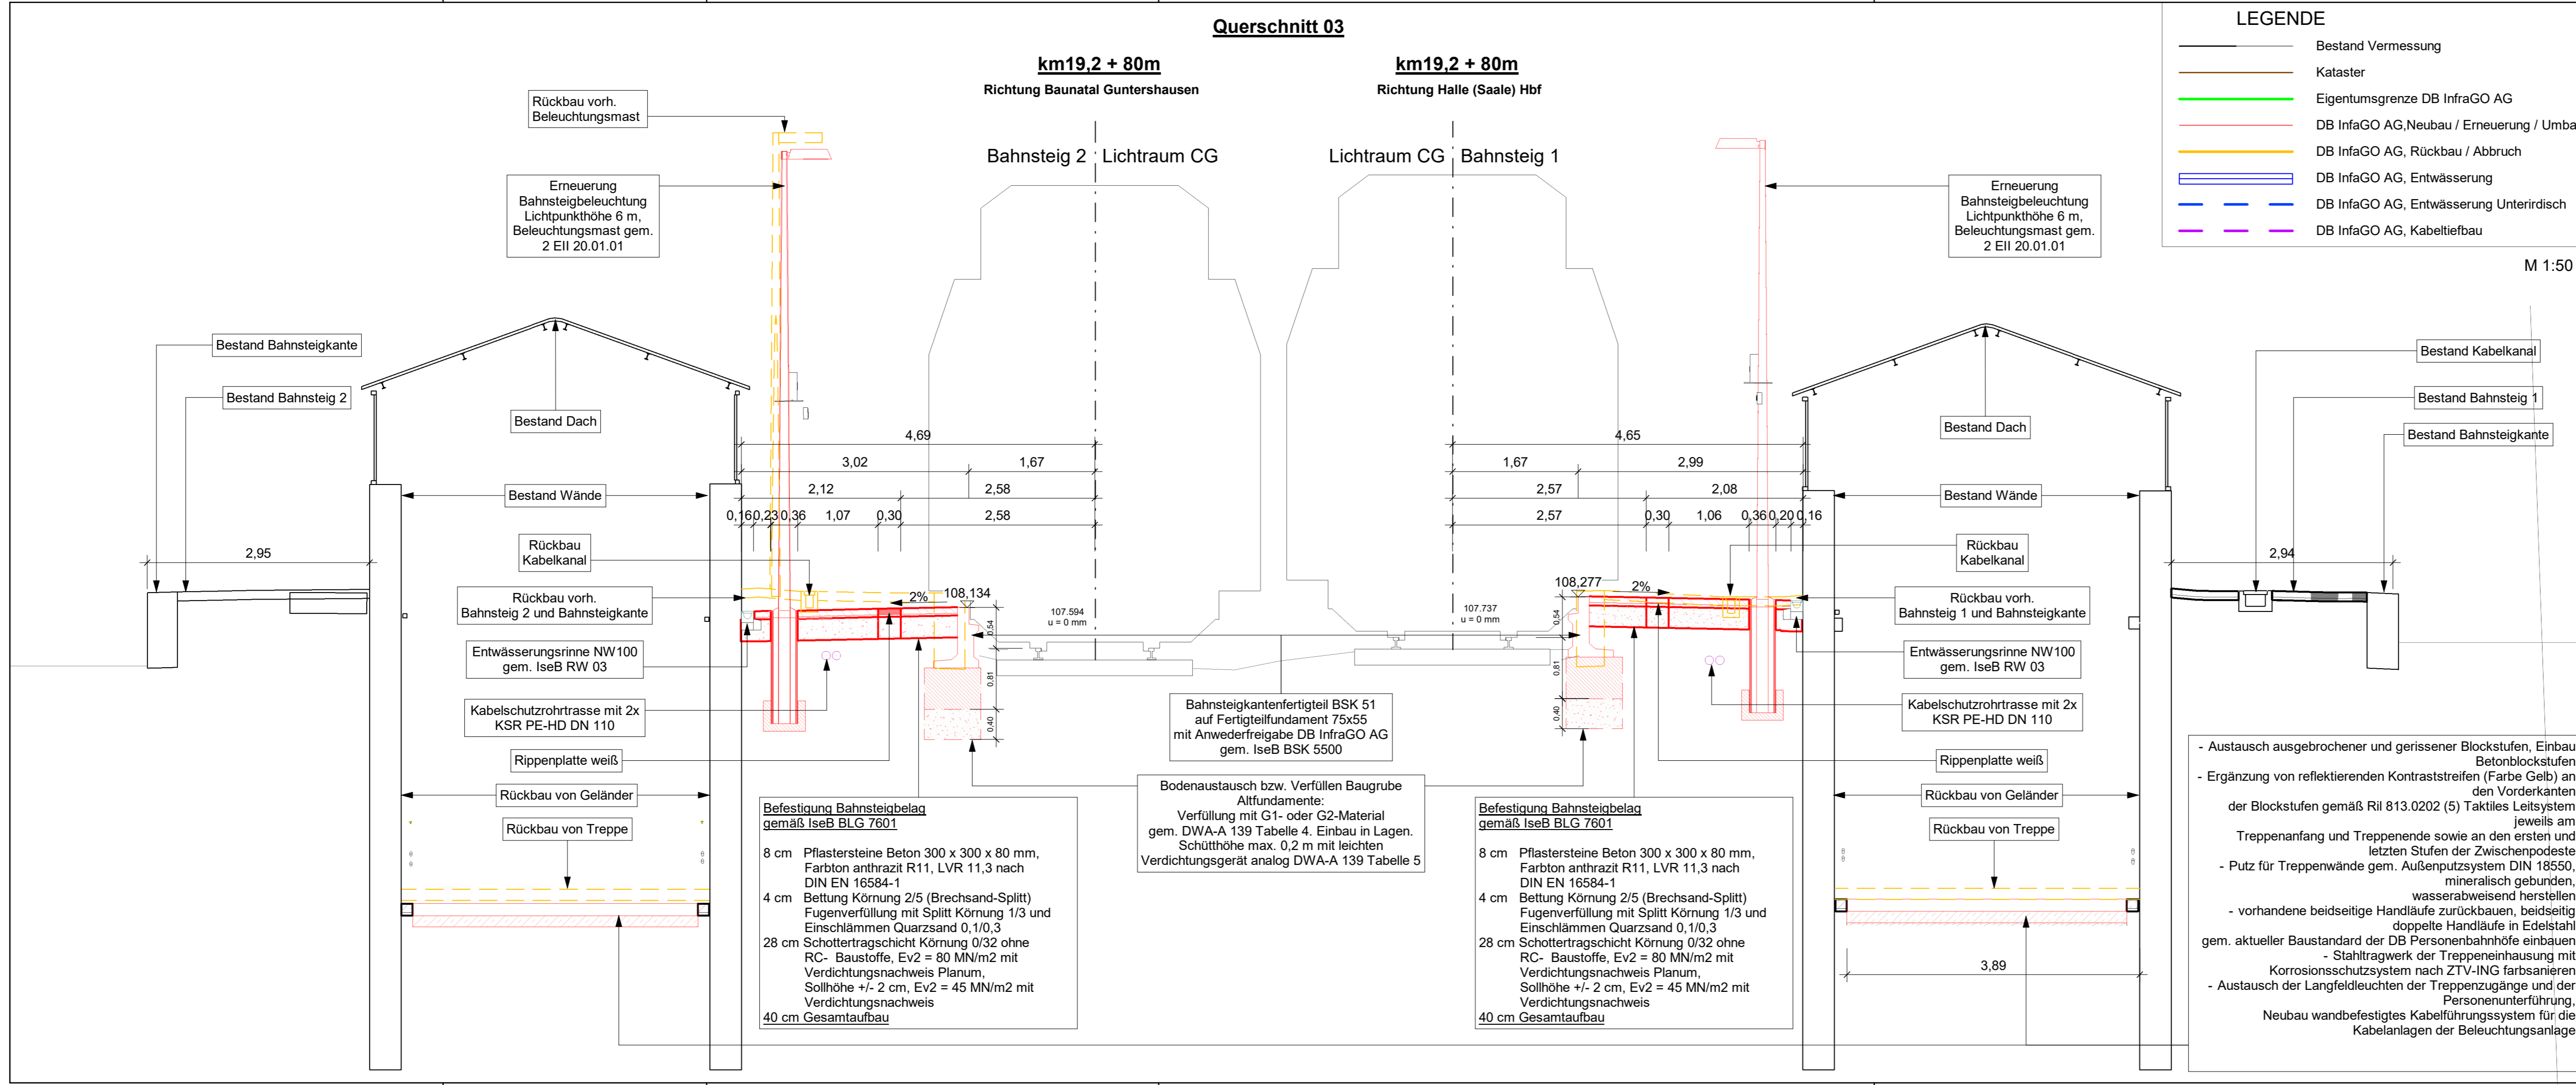 Querschnitt 03
km19,2 + 80m
Richtung Baunatal Guntershausen
km19,2 + 80m
Richtung Halle (Saale) Hbf
Bahnsteig 2
Lichtraum CG
Lichtraum CG
Bahnsteig 1
LEGENDE
Bestand Vermessung
Kataster
Eigentumsgrenze DB InfraGO AG
DB InfaGO AG,Neubau / Erneuerung / Umba
DB InfaGO AG, Rückbau / Abbruch
DB InfaGO AG, Entwässerung
DB InfaGO AG, Entwässerung Unterirdisch
DB InfaGO AG, Kabeltiefbau
M 1:50
Rückbau vorh.
Beleuchtungsmast
Erneuerung
Bahnsteigbeleuchtung
Lichtpunkthöhe 6 m,
Beleuchtungsmast gem.
2 EII 20.01.01
Erneuerung
Bahnsteigbeleuchtung
Lichtpunkthöhe 6 m,
Beleuchtungsmast gem.
2 EII 20.01.01
Bestand Bahnsteigkante
Bestand Bahnsteig 2
Bestand Dach
Bestand Wände
2,95
Rückbau
Kabelkanal
Rückbau vorh.
Bahnsteig 2 und Bahnsteigkante
Entwässerungsrinne NW100
gem. IseB RW 03
Kabelschutzrohrtrasse mit 2x
KSR PE-HD DN 110
Rippenplatte weiß
Rückbau von Geländer
Rückbau von Treppe
4,69
3,02
1,67
2,12
2,58
0,16
0,23
0,36
1,07
0,30
2,58
2%
108,134
0,54
0,81
0,40
107.594
u = 0 mm
4,65
1,67
2,99
2,57
2,08
2,57
0,30
1,06
0,36
0,20
0,16
108,277
2%
0,54
0,81
0,40
107.737
u = 0 mm
Bahnsteigkantenfertigteil BSK 51
auf Fertigteilfundament 75x55
mit Anwederfreigabe DB InfraGO AG
gem. IseB BSK 5500
Bodenaustausch bzw. Verfüllen Baugrube
Altfundamente:
Verfüllung mit G1- oder G2-Material
gem. DWA-A 139 Tabelle 4. Einbau in Lagen.
Schütthöhe max. 0,2 m mit leichten
Verdichtungsgerät analog DWA-A 139 Tabelle 5
Befestigung Bahnsteigbelag
gemäß IseB BLG 7601
8 cm Pflastersteine Beton 300 x 300 x 80 mm,
Farbton anthrazit R11, LVR 11,3 nach
DIN EN 16584-1
4 cm Bettung Körnung 2/5 (Brechsand-Splitt)
Fugenverfüllung mit Splitt Körnung 1/3 und
Einschlämmen Quarzsand 0,1/0,3
28 cm Schottertragschicht Körnung 0/32 ohne
RC- Baustoffe, Ev2 = 80 MN/m2 mit
Verdichtungsnachweis Planum,
Sollhöhe +/- 2 cm, Ev2 = 45 MN/m2 mit
Verdichtungsnachweis
40 cm Gesamtaufbau
Befestigung Bahnsteigbelag
gemäß IseB BLG 7601
8 cm Pflastersteine Beton 300 x 300 x 80 mm,
Farbton anthrazit R11, LVR 11,3 nach
DIN EN 16584-1
4 cm Bettung Körnung 2/5 (Brechsand-Splitt)
Fugenverfüllung mit Splitt Körnung 1/3 und
Einschlämmen Quarzsand 0,1/0,3
28 cm Schottertragschicht Körnung 0/32 ohne
RC- Baustoffe, Ev2 = 80 MN/m2 mit
Verdichtungsnachweis Planum,
Sollhöhe +/- 2 cm, Ev2 = 45 MN/m2 mit
Verdichtungsnachweis
40 cm Gesamtaufbau
Bestand Dach
Bestand Wände
Rückbau
Kabelkanal
Rückbau vorh.
Bahnsteig 1 und Bahnsteigkante
Entwässerungsrinne NW100
gem. IseB RW 03
Kabelschutzrohrtrasse mit 2x
KSR PE-HD DN 110
Rippenplatte weiß
Rückbau von Geländer
Rückbau von Treppe
3,89
Bestand Kabelkanal
Bestand Bahnsteig 1
Bestand Bahnsteigkante
2,94
- Austausch ausgebrochener und gerissener Blockstufen, Einbau
Betonblockstufen
- Ergänzung von reflektierenden Kontraststreifen (Farbe Gelb) an
den Vorderkanten
der Blockstufen gemäß Ril 813.0202 (5) Taktiles Leitsystem
jeweils am
Treppenanfang und Treppenende sowie an den ersten und
letzten Stufen der Zwischenpodeste
- Putz für Treppenwände gem. Außenputzsystem DIN 18550,
mineralisch gebunden,
wasserabweisend herstellen
- vorhandene beidseitige Handläufe zurückbauen, beidseitig
doppelte Handläufe in Edelstahl
gem. aktueller Baustandard der DB Personenbahnhöfe einbauen
- Stahltragwerk der Treppeneinhausung mit
Korrosionsschutzsystem nach ZTV-ING farbsanieren
- Austausch der Langfeldleuchten der Treppenzugänge und der
Personenunterführung,
Neubau wandbefestigtes Kabelführungssystem für die
Kabelanlagen der Beleuchtungsanlage